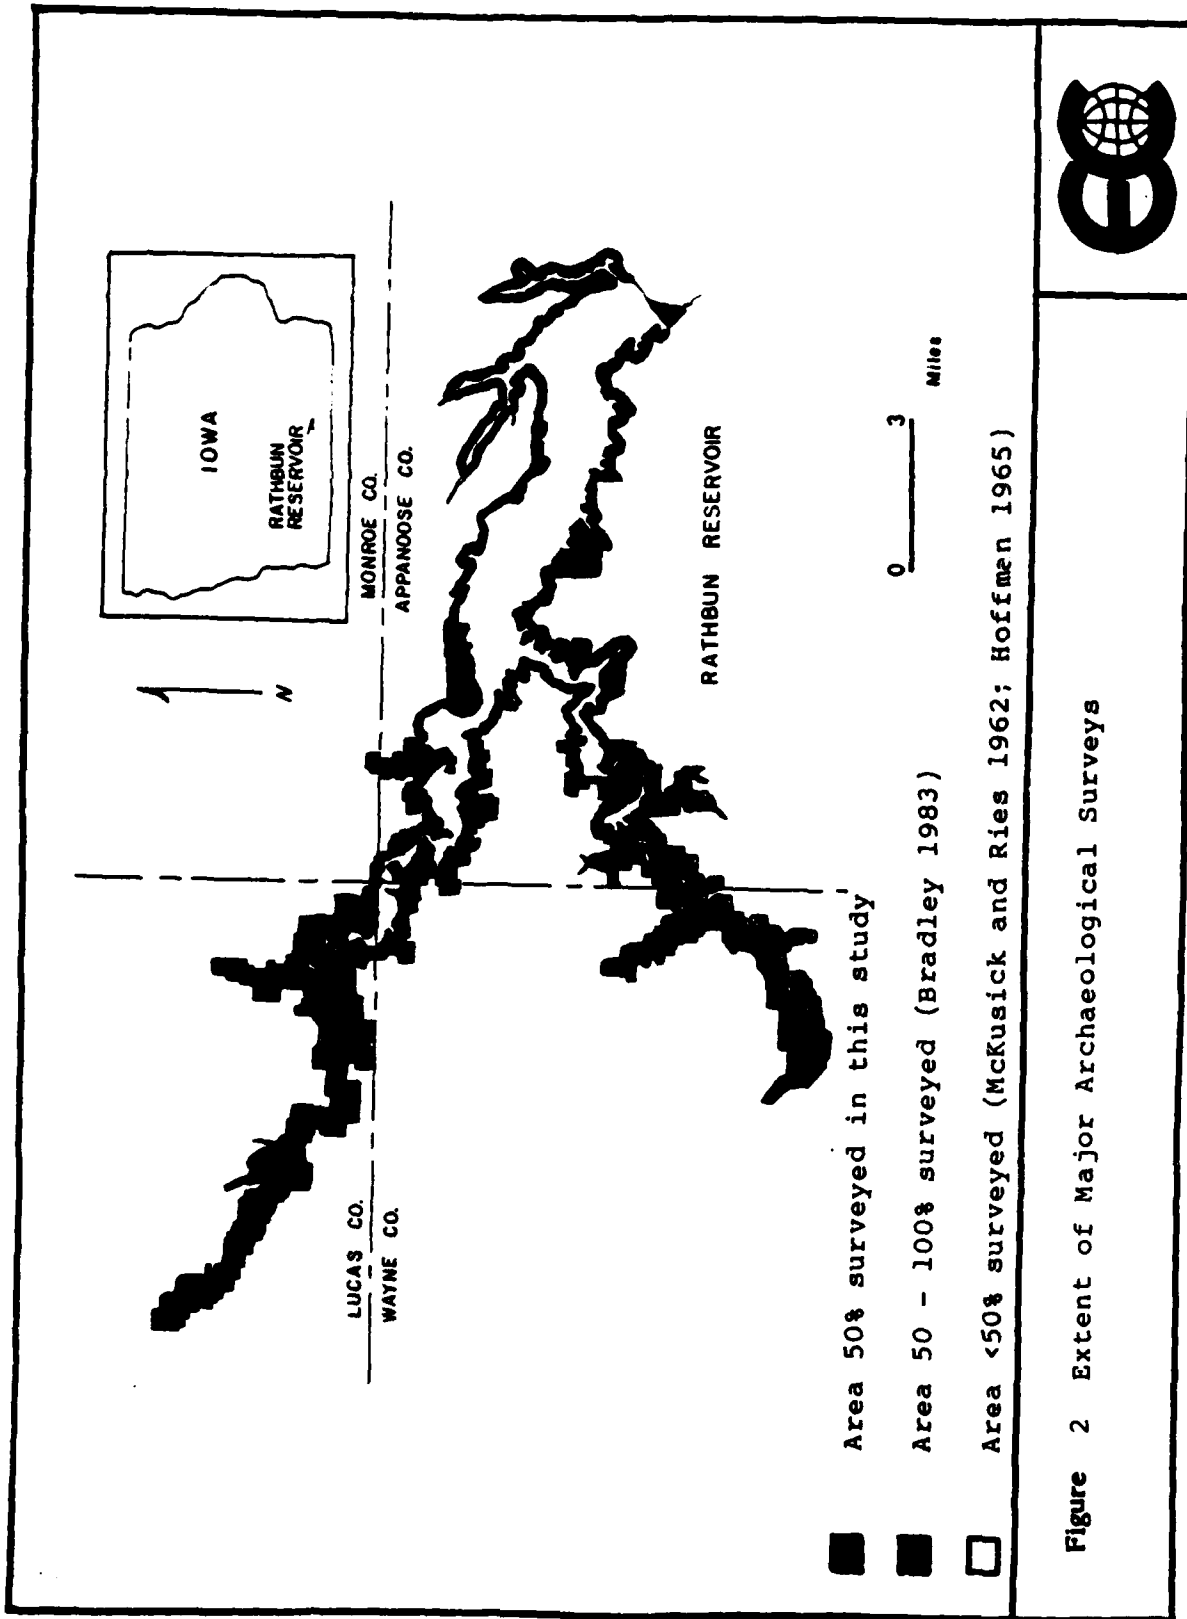 IOWA
RATHBUN
RESERVOIR
N
MONROE CO.
APPANOOSE CO.
LUCAS CO.
WAYNE CO.
RATHBUN RESERVOIR
0 3
Miles
Area 50% surveyed in this study
Area 50 - 100% surveyed (Bradley 1983)
Area <50% surveyed (McKusick and Ries 1962; Hoffmen 1965)
Figure 2 Extent of Major Archaeological Surveys